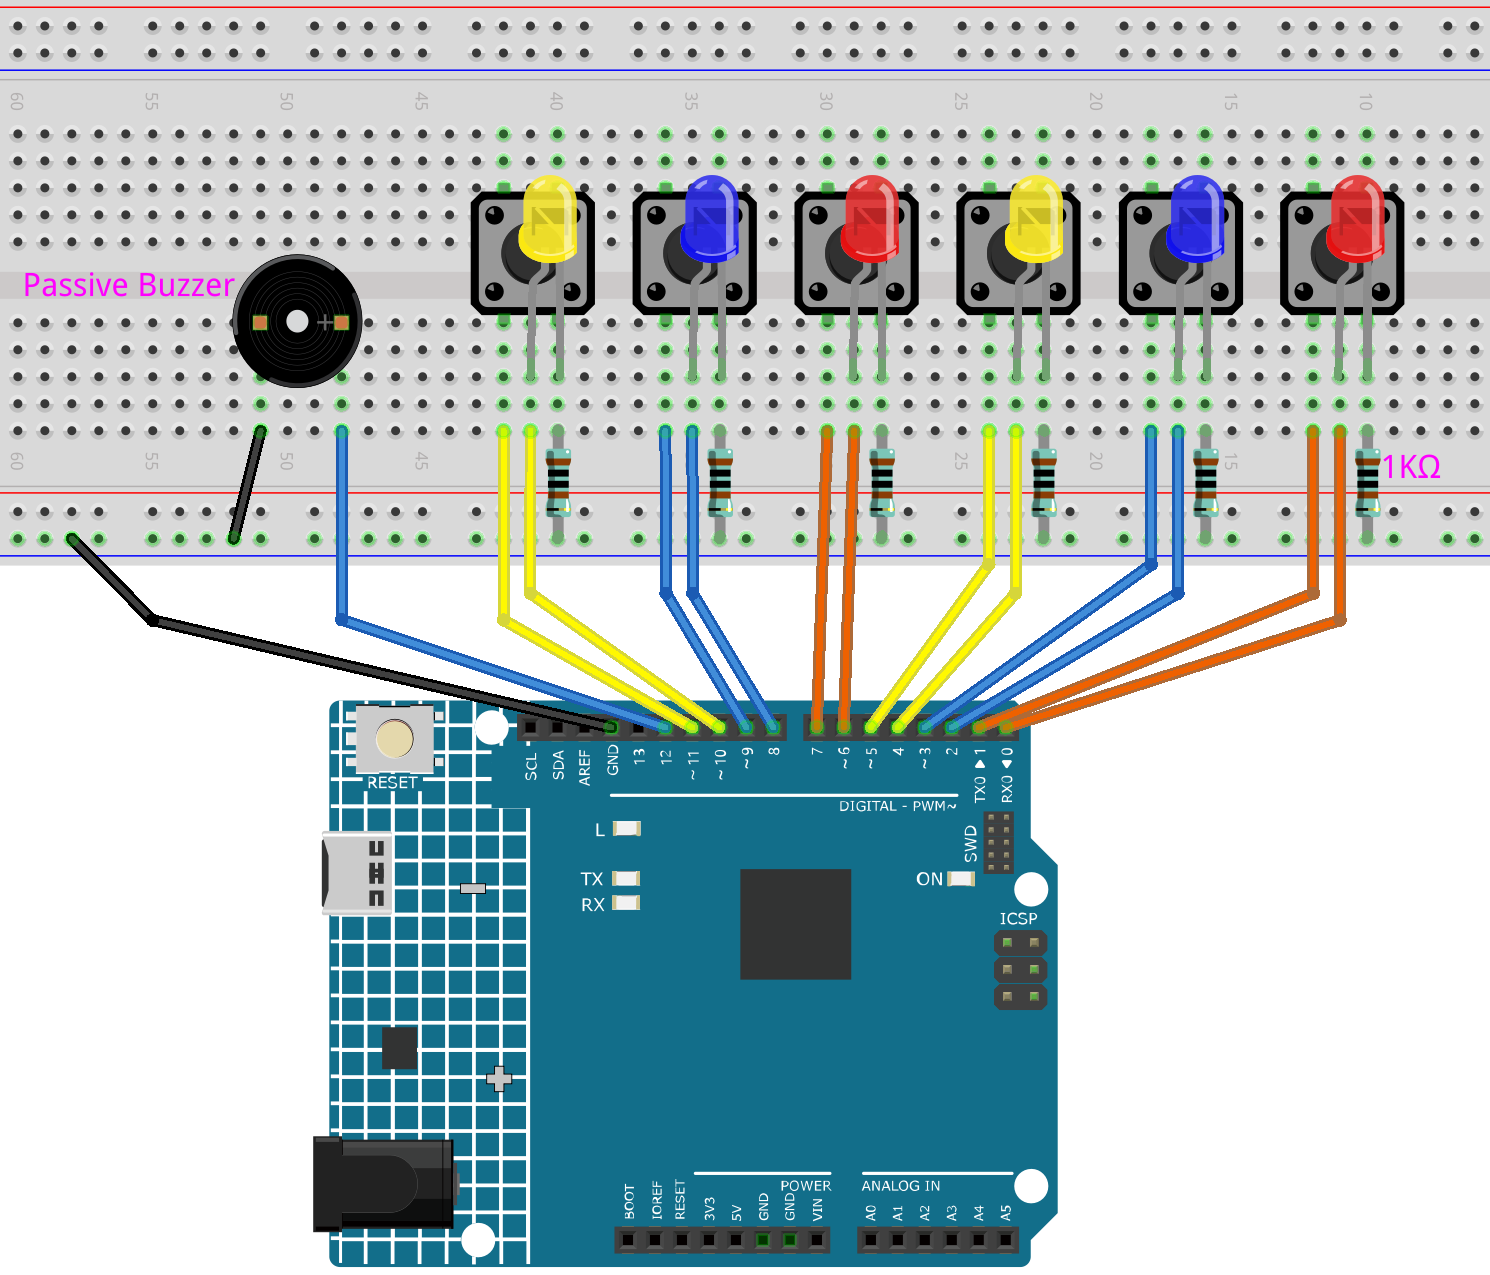 60 55 50 45 40 35 30 25 20 15 10
Passive Buzzer
60 55 50 45 25 20 15
1KΩ
RESET
SCL SDA AREF GND 13 12 ~11 ~10 ~9 8 7 ~6 ~5 4 ~3 2 TX0▶1 RX0◀0
DIGITAL - PWM~
L
TX
RX
ON
SWD
ICSP
POWER
ANALOG IN
BOOT IOREF RESET 3V3 5V GND GND VIN A0 A1 A2 A3 A4 A5